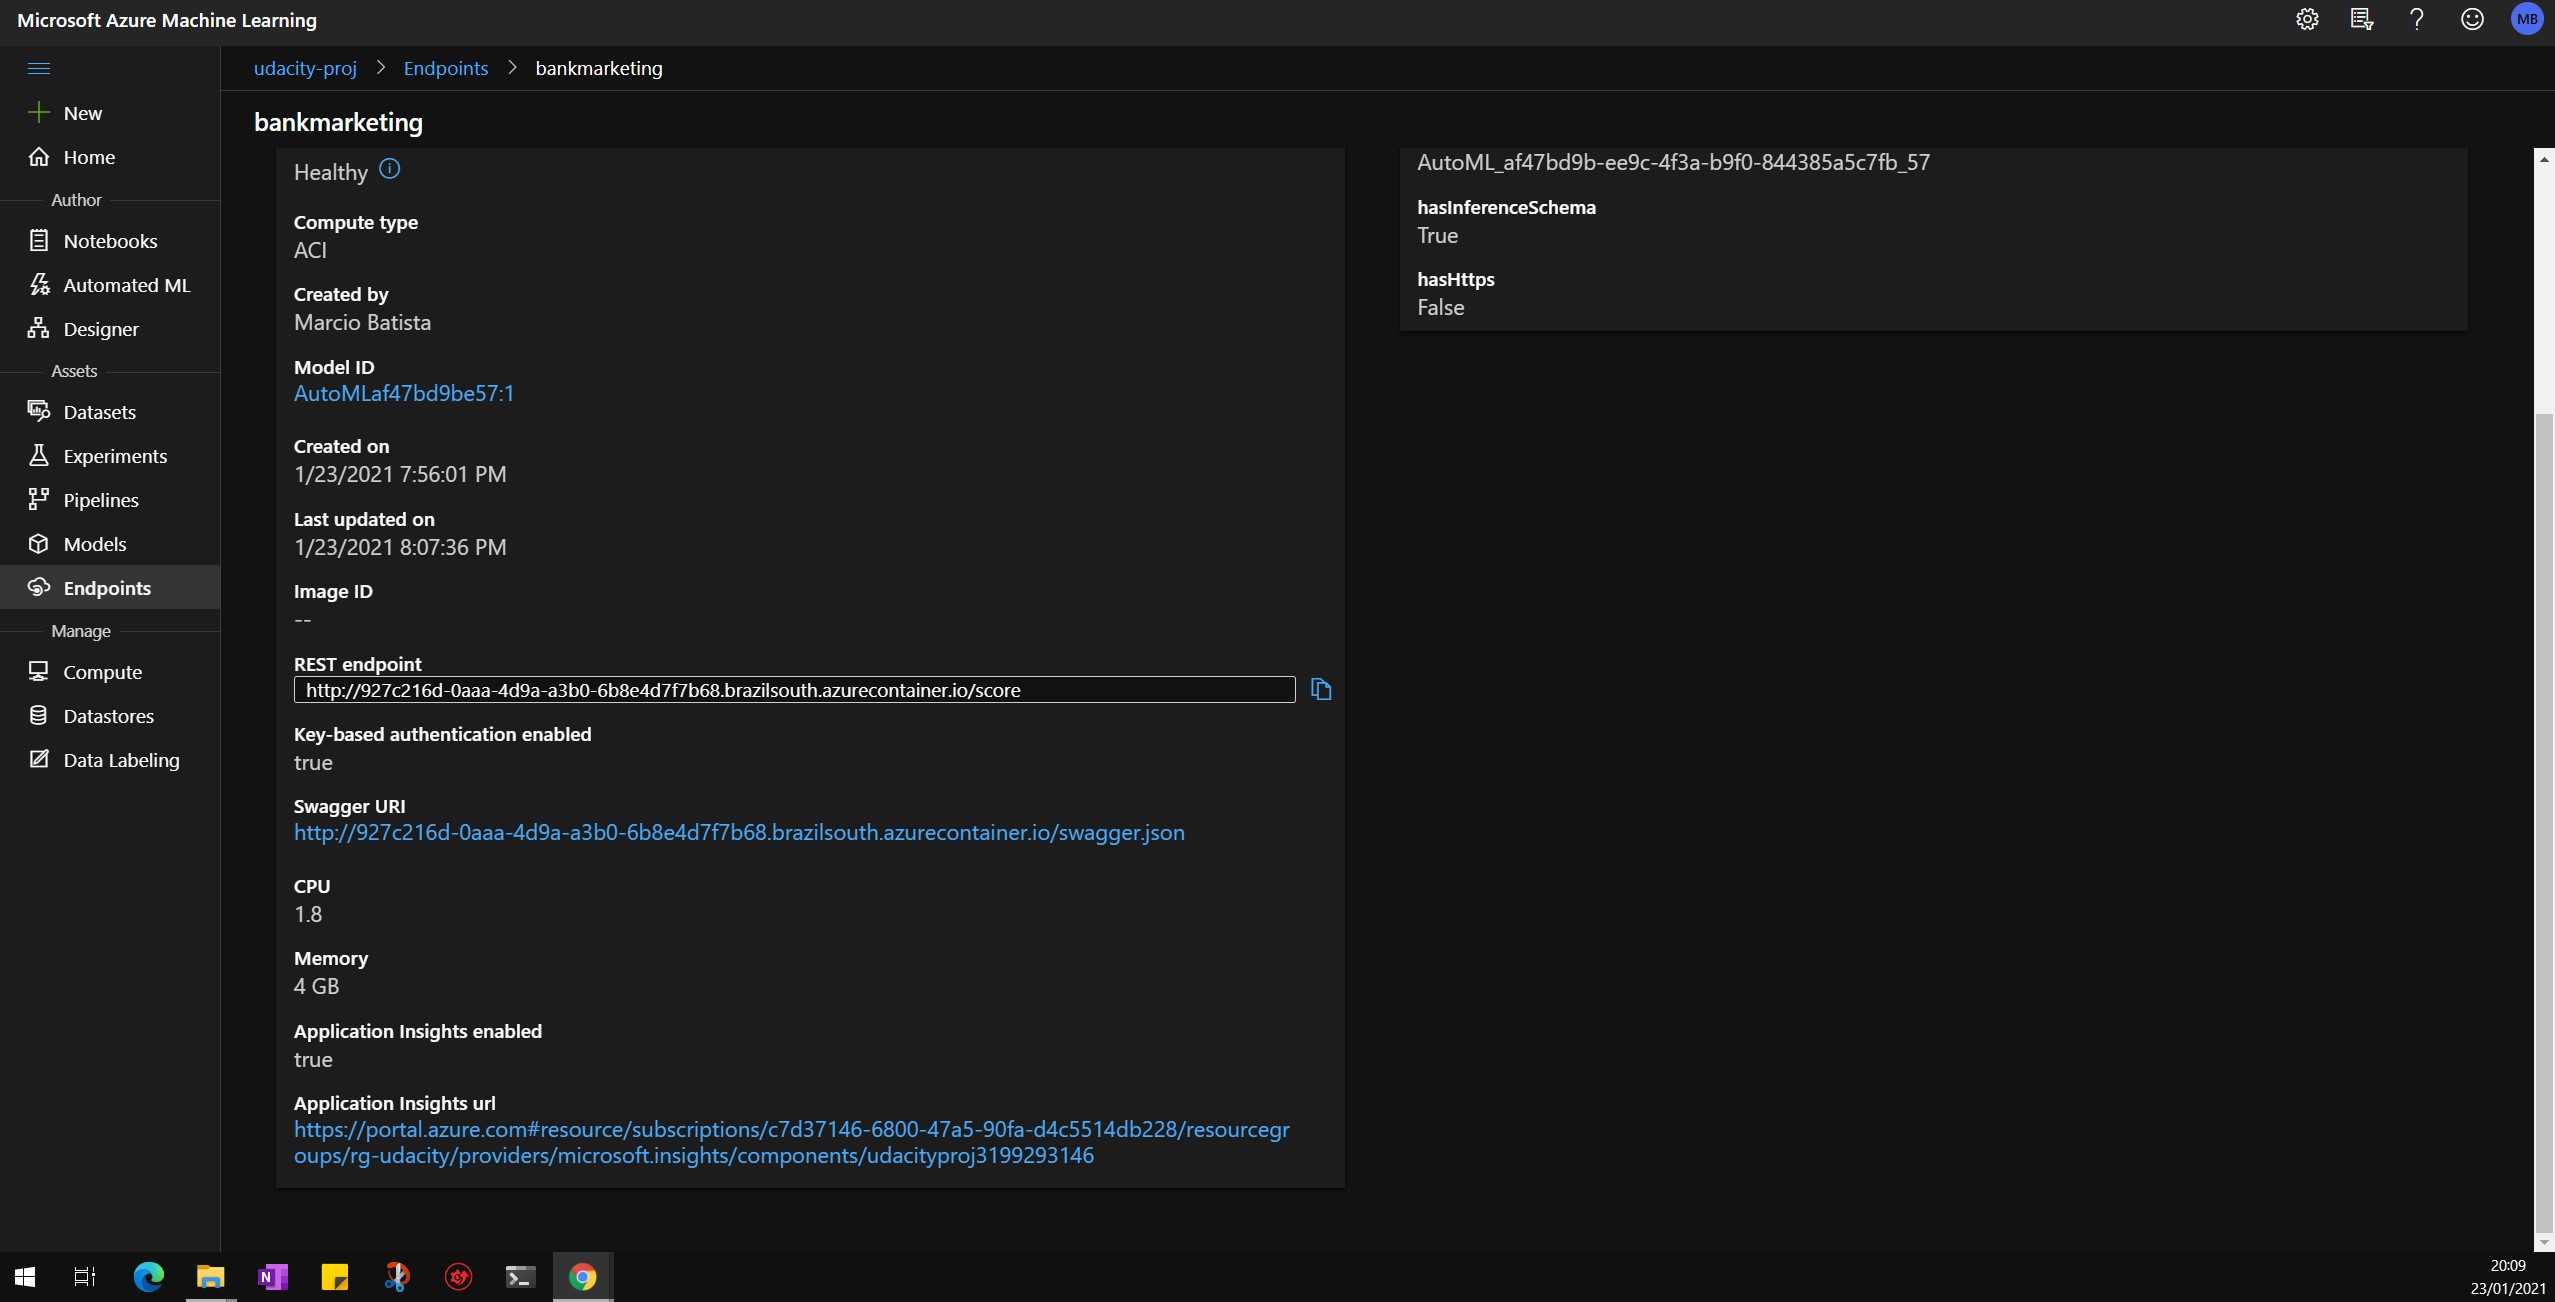 Microsoft Azure Machine Learning
MB
udacity-proj > Endpoints > bankmarketing
New
Home
Author
Notebooks
Automated ML
Designer
Assets
Datasets
Experiments
Pipelines
Models
Endpoints
Manage
Compute
Datastores
Data Labeling
bankmarketing
Healthy
Compute type
ACI
Created by
Marcio Batista
Model ID
AutoMLaf47bd9be57:1
Created on
1/23/2021 7:56:01 PM
Last updated on
1/23/2021 8:07:36 PM
Image ID
--
REST endpoint
http://927c216d-0aaa-4d9a-a3b0-6b8e4d7f7b68.brazilsouth.azurecontainer.io/score
Key-based authentication enabled
true
Swagger URI
http://927c216d-0aaa-4d9a-a3b0-6b8e4d7f7b68.brazilsouth.azurecontainer.io/swagger.json
CPU
1.8
Memory
4 GB
Application Insights enabled
true
Application Insights url
https://portal.azure.com#resource/subscriptions/c7d37146-6800-47a5-90fa-d4c5514db228/resourcegr
oups/rg-udacity/providers/microsoft.insights/components/udacityproj3199293146
AutoML_af47bd9b-ee9c-4f3a-b9f0-844385a5c7fb_57
hasInferenceSchema
True
hasHttps
False
20:09
23/01/2021